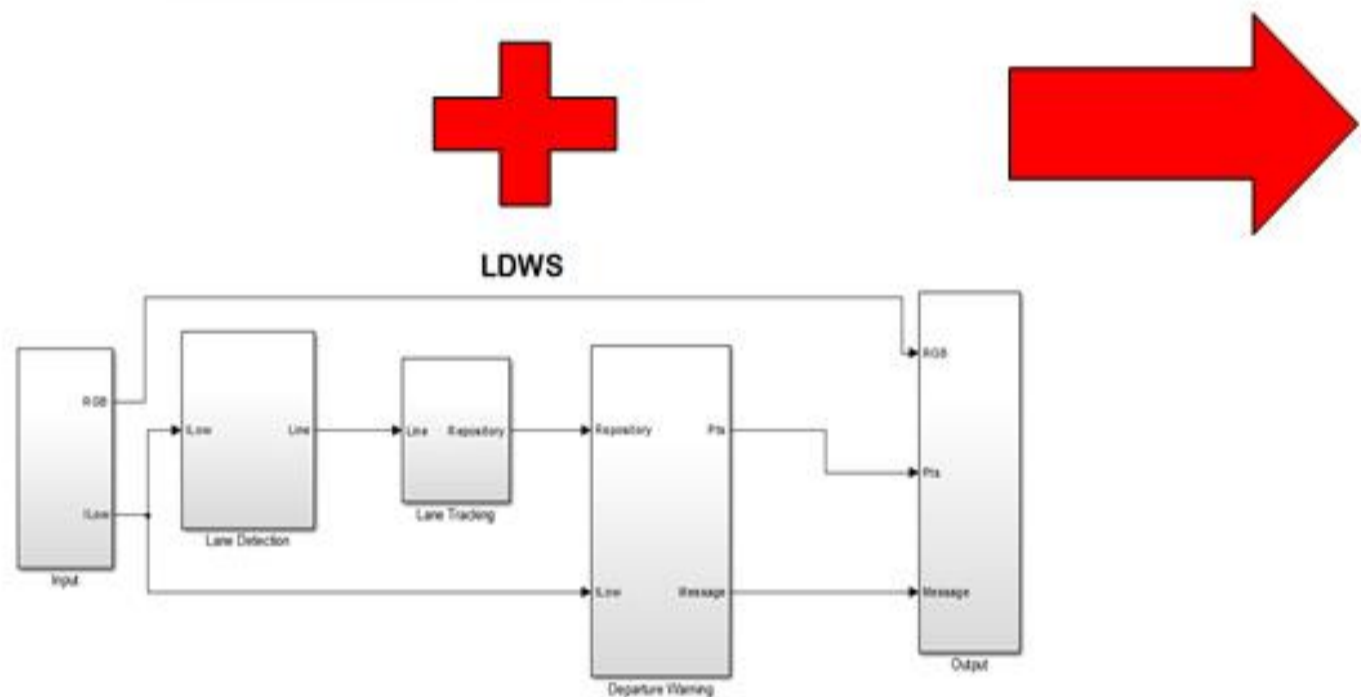 LDWS
RGB
ILow
Input
ILow
Line
Lane Detection
Line
Repository
Lane Tracking
Repository
Pts
ILow
Message
Departure Warning
RGB
Pts
Message
Output